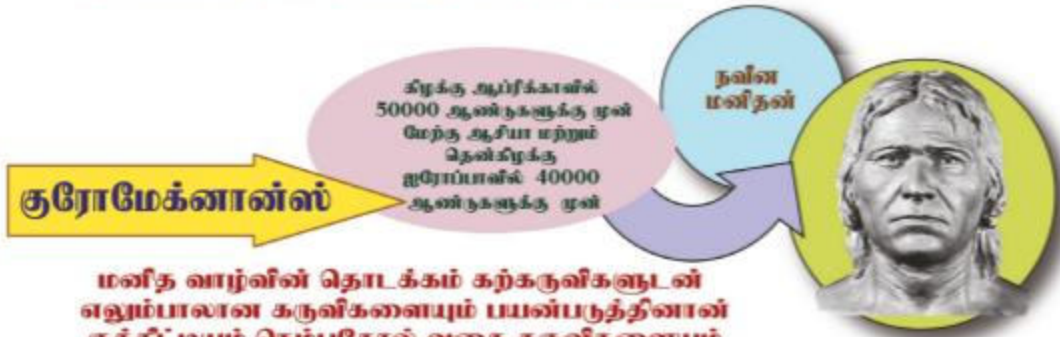 குரோமேக்னான்ஸ்
கிழக்கு ஆப்ரிக்காவில்
50000 ஆண்டுகளுக்கு முன்
மேற்கு ஆசியா மற்றும்
தென்கிழக்கு
ஐரோப்பாவில் 40000
ஆண்டுகளுக்கு முன்
நவீன
மனிதன்
மனித வாழ்வின் தொடக்கம் கற்கருவிகளுடன்
எலும்பாலான கருவிகளையும் பயன்படுத்தினான்